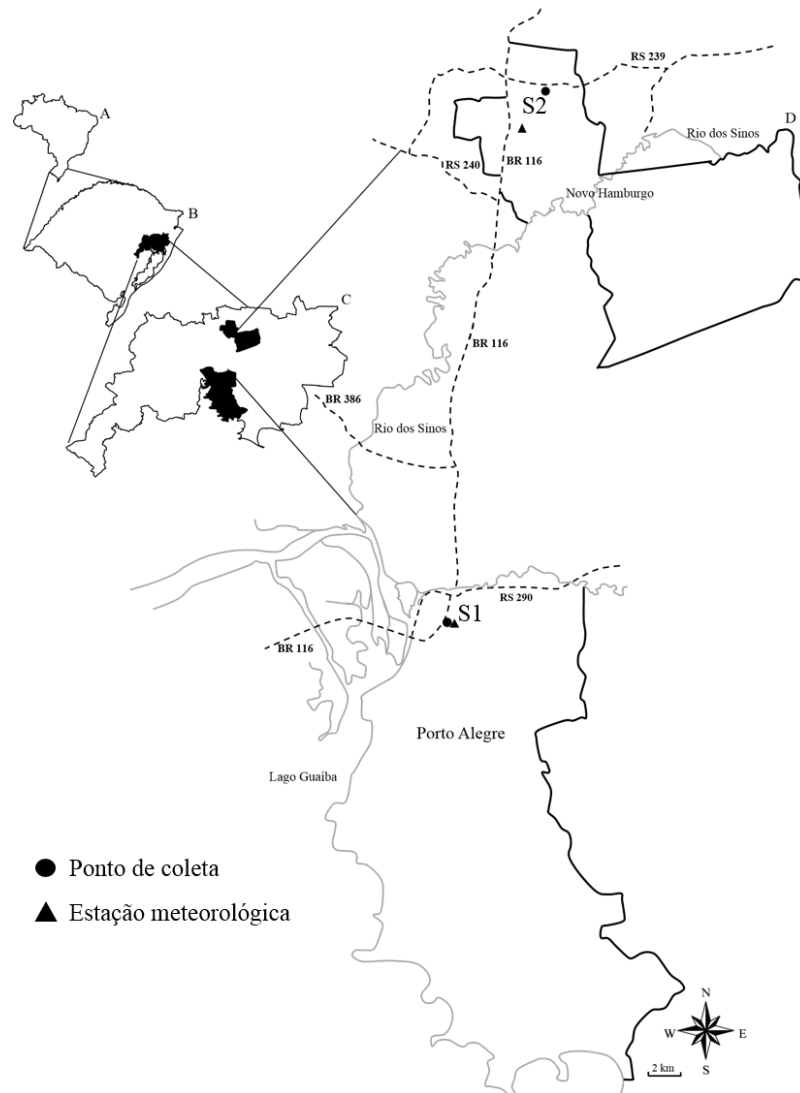 RS 239
A
S2
D
Rio dos Sinos
RS 240
BR 116
Novo Hamburgo
B
C
BR 116
BR 386
Rio dos Sinos
RS 290
S1
BR 116
Porto Alegre
Lago Guaíba
Ponto de coleta
Estação meteorológica
N
W
E
S
2 km